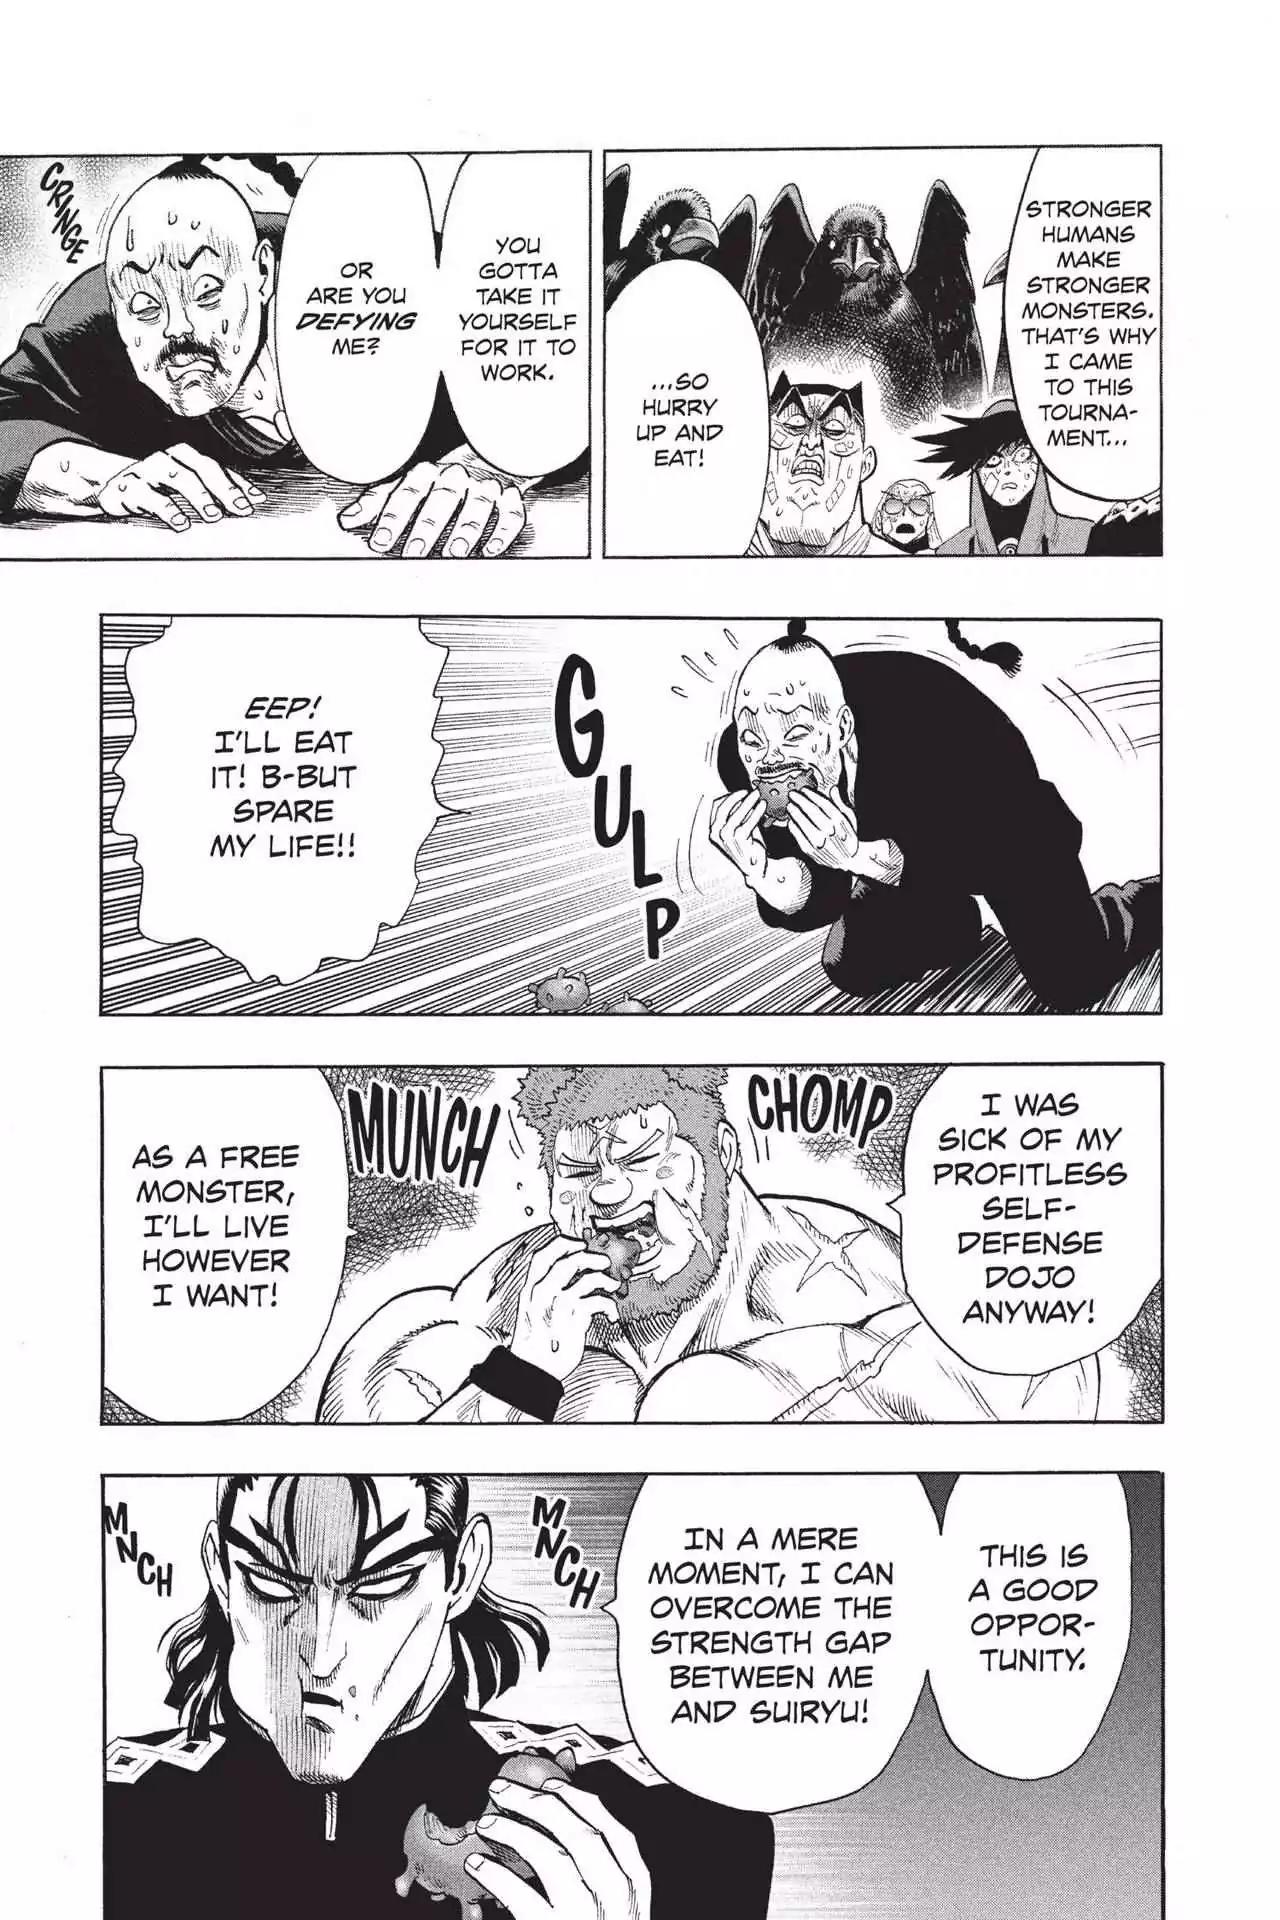 STRONGER
HUMANS
MAKE
STRONGER
MONSTERS.
THAT'S WHY
I CAME
TO THIS
TOURNA-
MENT...
...SO
HURRY
UP AND
EAT!
YOU
GOTTA
TAKE IT
YOURSELF
FOR IT TO
WORK.
OR
ARE YOU
DEFYING
ME?
CRINGE
EEP!
I'LL EAT
IT! B-BUT
SPARE
MY LIFE!!
GULP
I WAS
SICK OF MY
PROFITLESS
SELF-
DEFENSE
DOJO
ANYWAY!
CHOMP
MUNCH
AS A FREE
MONSTER,
I'LL LIVE
HOWEVER
I WANT!
THIS IS
A GOOD
OPPOR-
TUNITY.
IN A MERE
MOMENT, I CAN
OVERCOME THE
STRENGTH GAP
BETWEEN ME
AND SUIRYU!
MNCH
MNCH